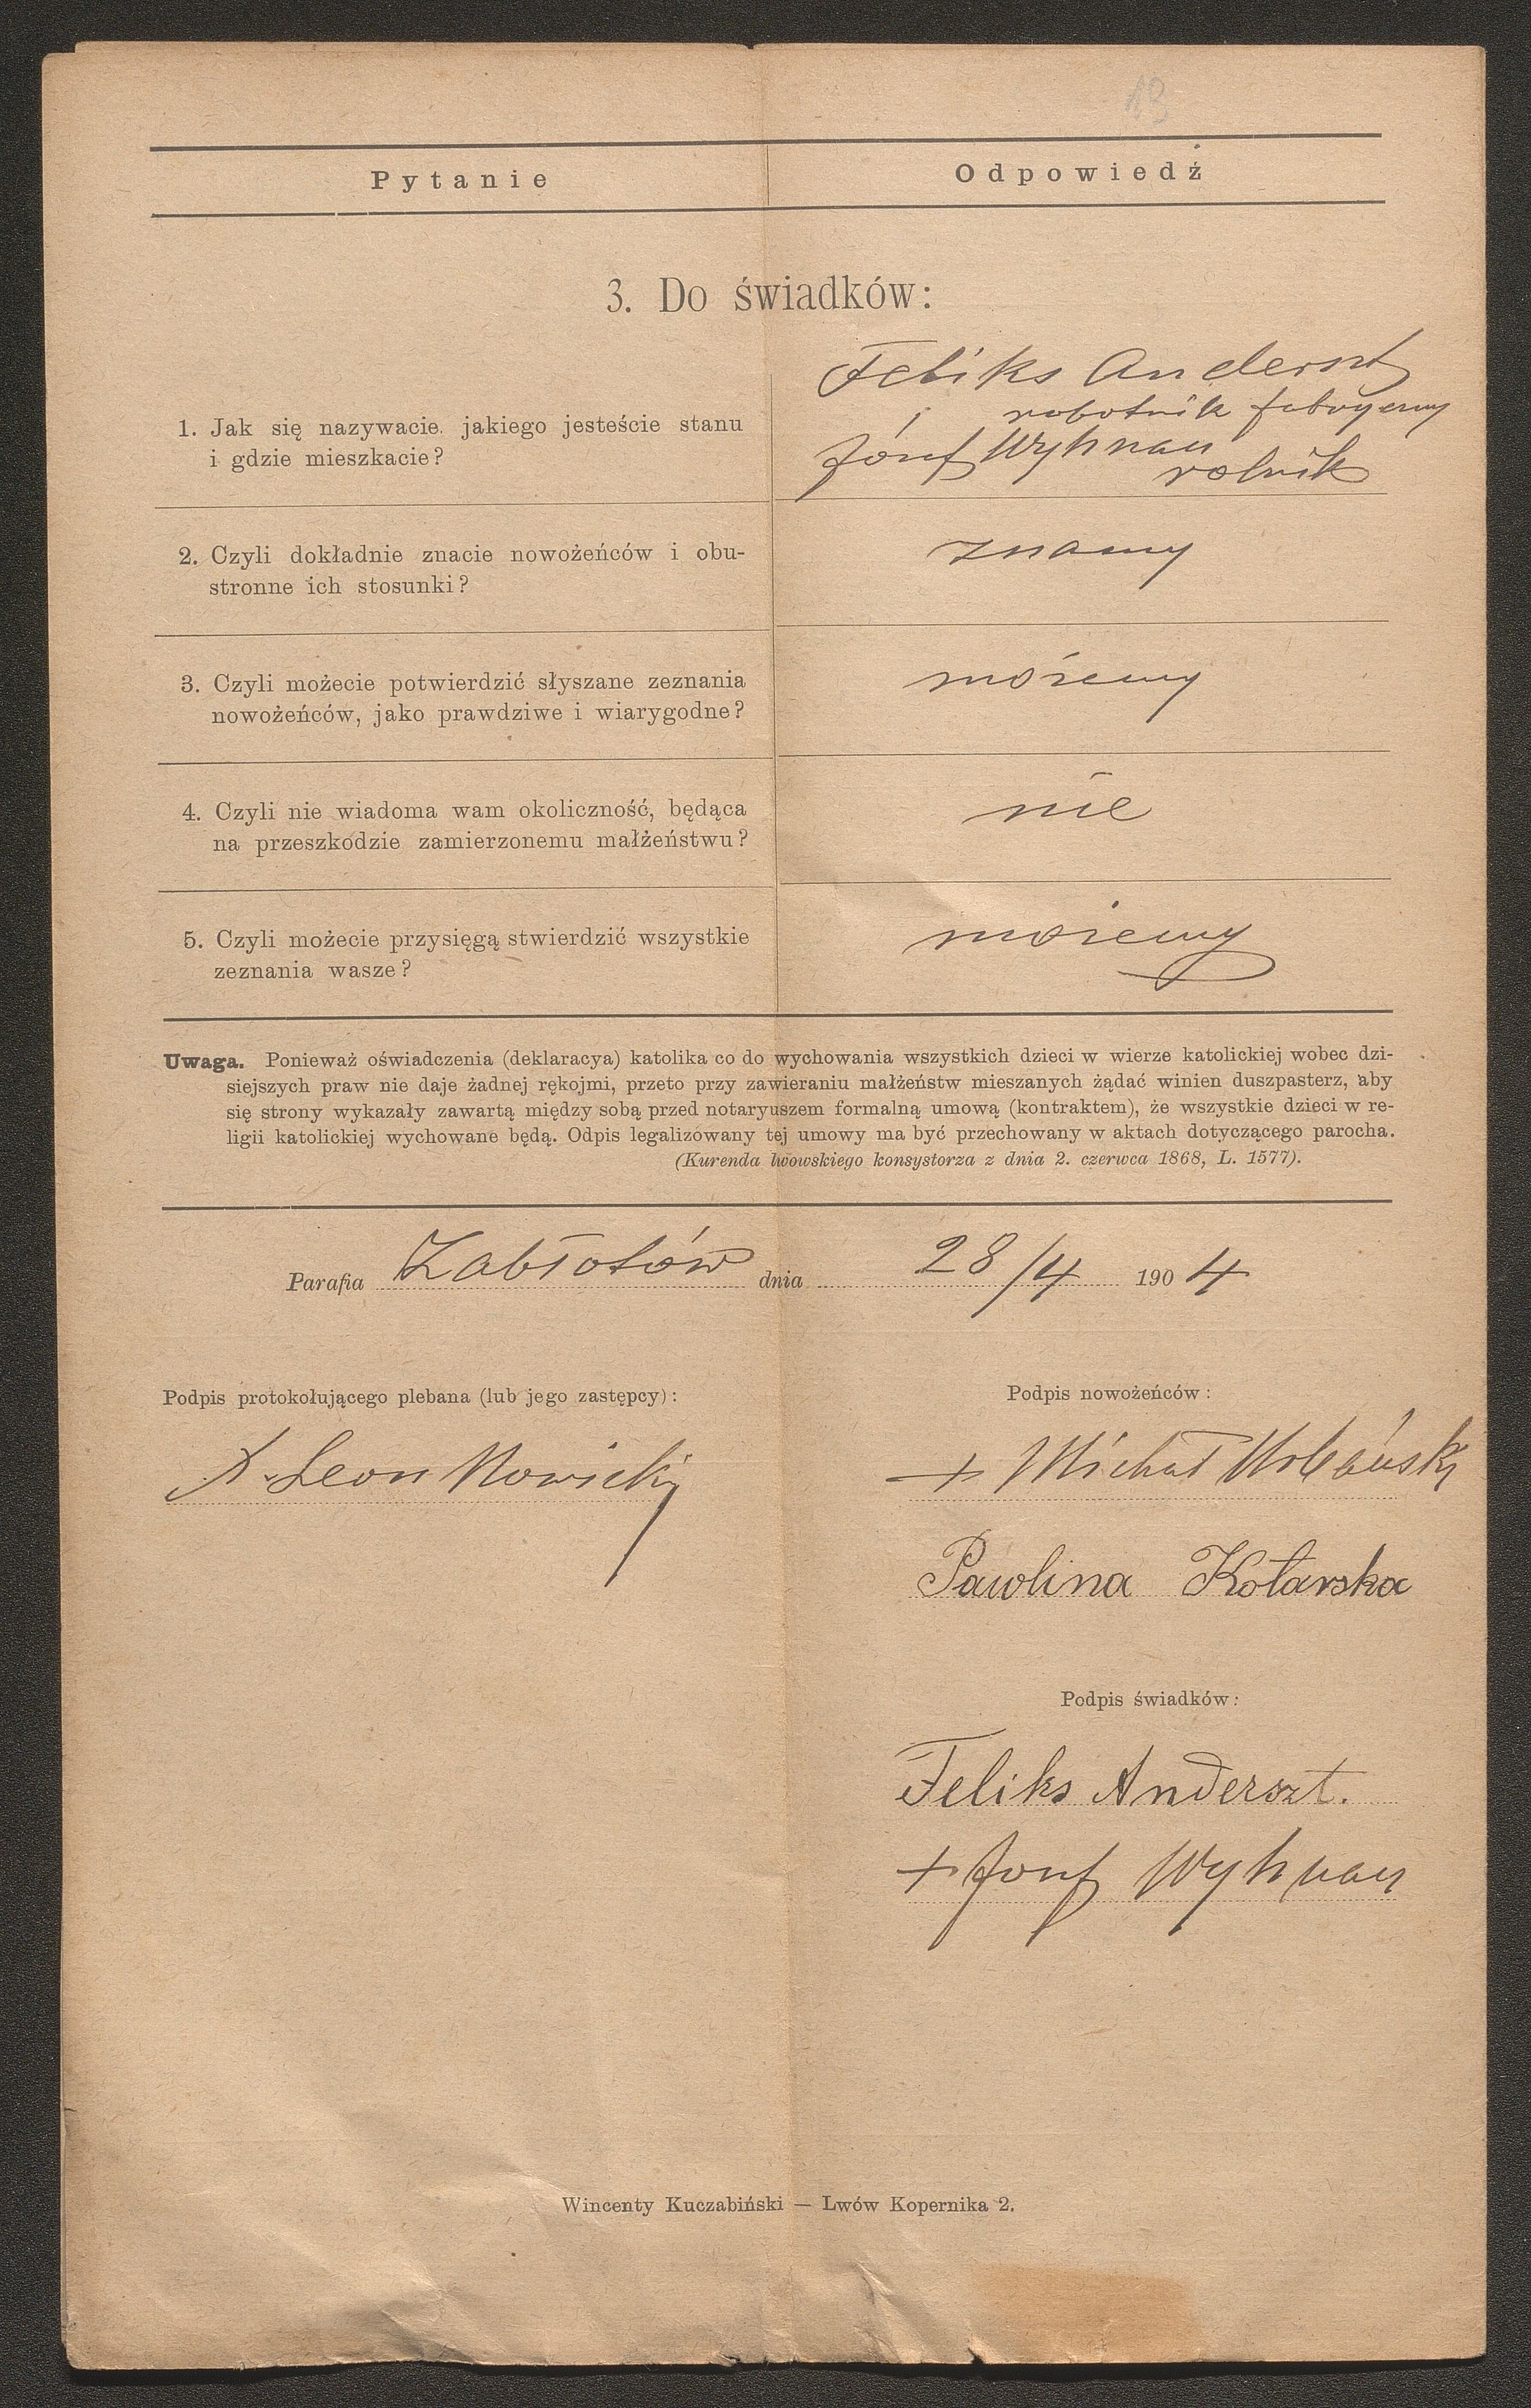 13
Pytanie
Odpowiedź
3. Do świadków:
1. Jak się nazywacie, jakiego jesteście stanu
i gdzie mieszkacie?
Feliks Anderszt
robotnik fabryczny
Józef Wyhnan
rolnik
2. Czyli dokładnie znacie nowożeńców i obu-
stronne ich stosunki?
znamy
3. Czyli możecie potwierdzić słyszane zeznania
nowożeńców, jako prawdziwe i wiarygodne?
możemy
4. Czyli nie wiadoma wam okoliczność, będąca
na przeszkodzie zamierzonemu małżeństwu?
nie
5. Czyli możecie przysięgą stwierdzić wszystkie
zeznania wasze?
możemy
Uwaga. Ponieważ oświadczenia (deklaracya) katolika co do wychowania wszystkich dzieci w wierze katolickiej wobec dzi-
siejszych praw nie daje żadnej rękojmi, przeto przy zawieraniu małżeństw mieszanych żądać winien duszpasterz, aby
się strony wykazały zawartą między sobą przed notaryuszem formalną umową (kontraktem), że wszystkie dzieci w re-
ligii katolickiej wychowane będą. Odpis legalizowany tej umowy ma być przechowany w aktach dotyczącego parocha.
(Kurenda lwowskiego konsystorza z dnia 2. czerwca 1868, L. 1577).
Parafia Zabłotów dnia 28/4 1904
Podpis protokołującego plebana (lub jego zastępcy):
X. Leon Nowicki
Podpis nowożeńców:
+ Michał Urbański
Pawlina Kotarska
Podpis świadków:
Feliks Anderszt.
+ Józef Wyhnan
Wincenty Kuczabiński — Lwów Kopernika 2.